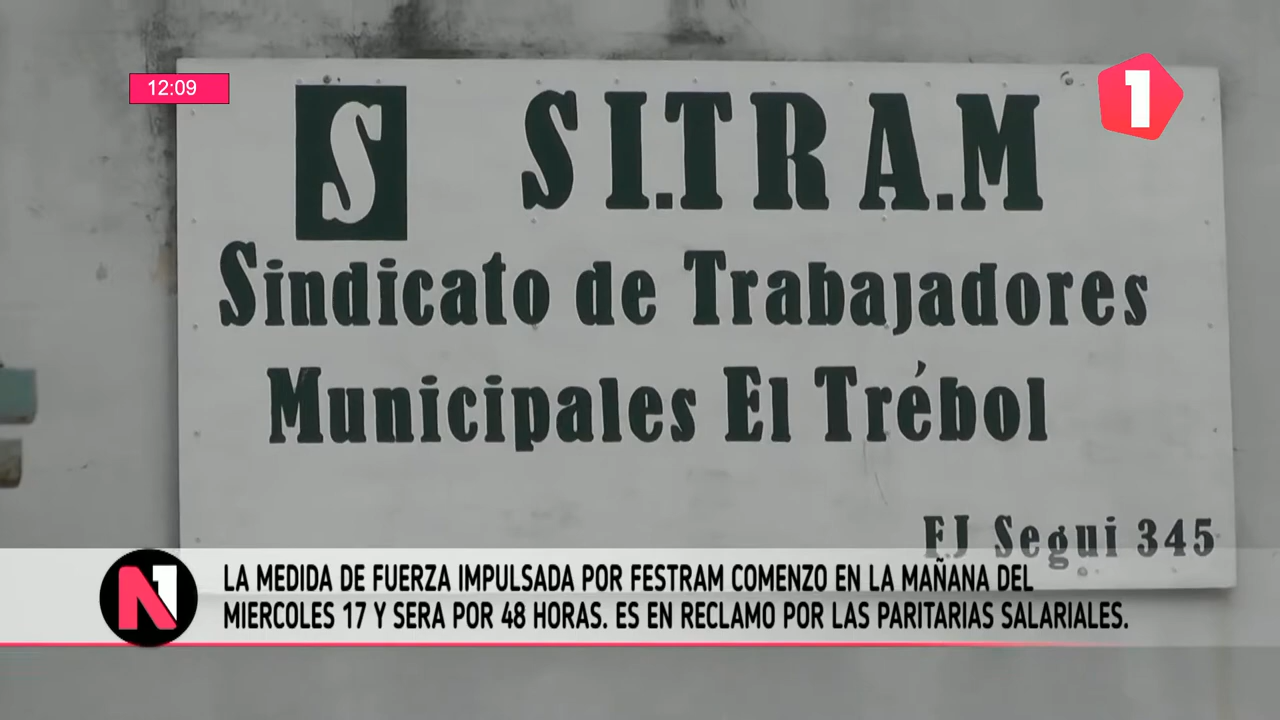 12:09
1
S
S I.T R A.M
Sindicato de Trabajadores
Municipales El Trébol
FJ Segui 345
N1
LA MEDIDA DE FUERZA IMPULSADA POR FESTRAM COMENZO EN LA MAÑANA DEL
MIERCOLES 17 Y SERA POR 48 HORAS. ES EN RECLAMO POR LAS PARITARIAS SALARIALES.